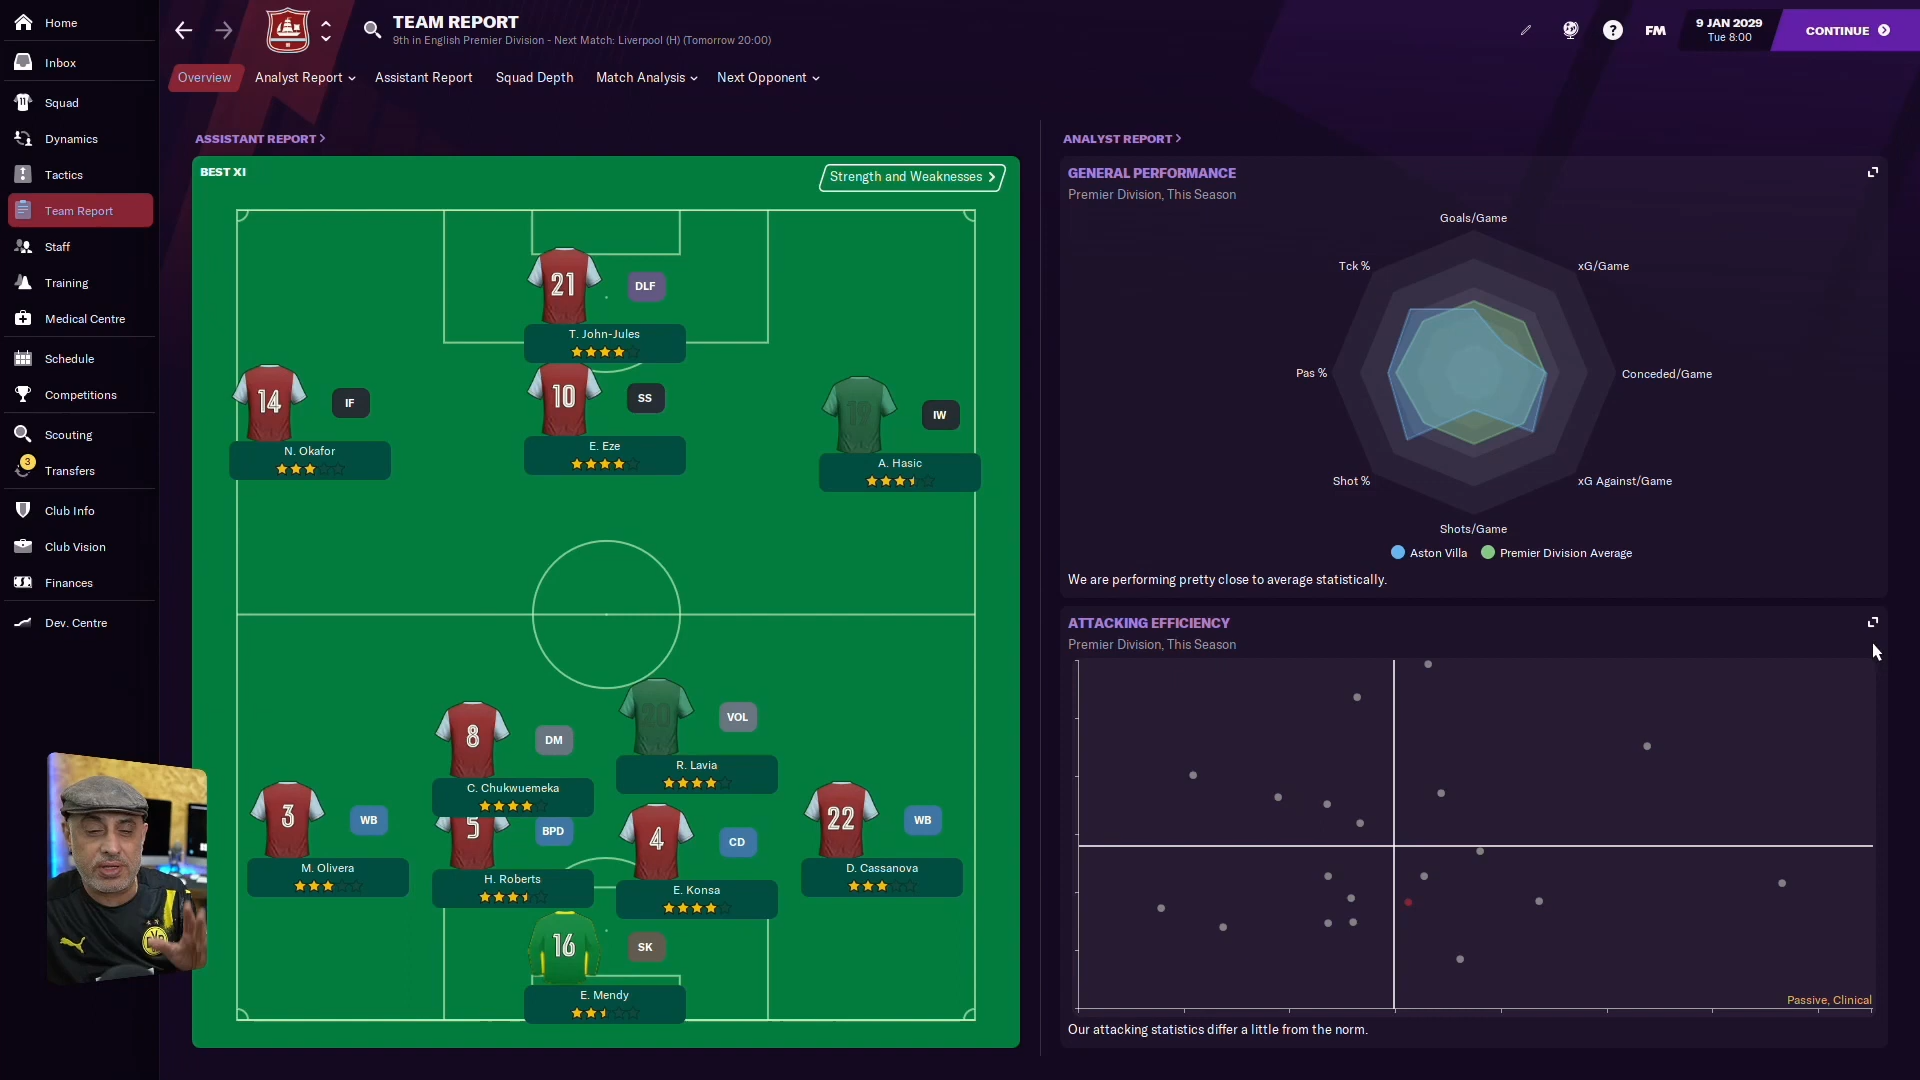 Home
Inbox
Squad
Dynamics
Tactics
Team Report
Staff
Training
Medical Centre
Schedule
Competitions
Scouting
3
Transfers
Club Info
Club Vision
Finances
Dev. Centre
TEAM REPORT
9th in English Premier Division - Next Match: Liverpool (H) (Tomorrow 20:00)
?
FM
9 JAN 2029
Tue 8:00
CONTINUE
Overview
Analyst Report
Assistant Report
Squad Depth
Match Analysis
Next Opponent
ASSISTANT REPORT
BEST XI
Strength and Weaknesses
21
DLF
T. John-Jules
14
IF
N. Okafor
10
SS
E. Eze
19
IW
A. Hasic
8
DM
C. Chukwuemeka
20
VOL
R. Lavia
3
WB
M. Olivera
5
BPD
H. Roberts
4
CD
E. Konsa
22
WB
D. Cassanova
16
SK
E. Mendy
ANALYST REPORT
GENERAL PERFORMANCE
Premier Division, This Season
Goals/Game
Tck %
xG/Game
Pas %
Conceded/Game
Shot %
xG Against/Game
Shots/Game
Aston Villa
Premier Division Average
We are performing pretty close to average statistically.
ATTACKING EFFICIENCY
Premier Division, This Season
Passive, Clinical
Our attacking statistics differ a little from the norm.